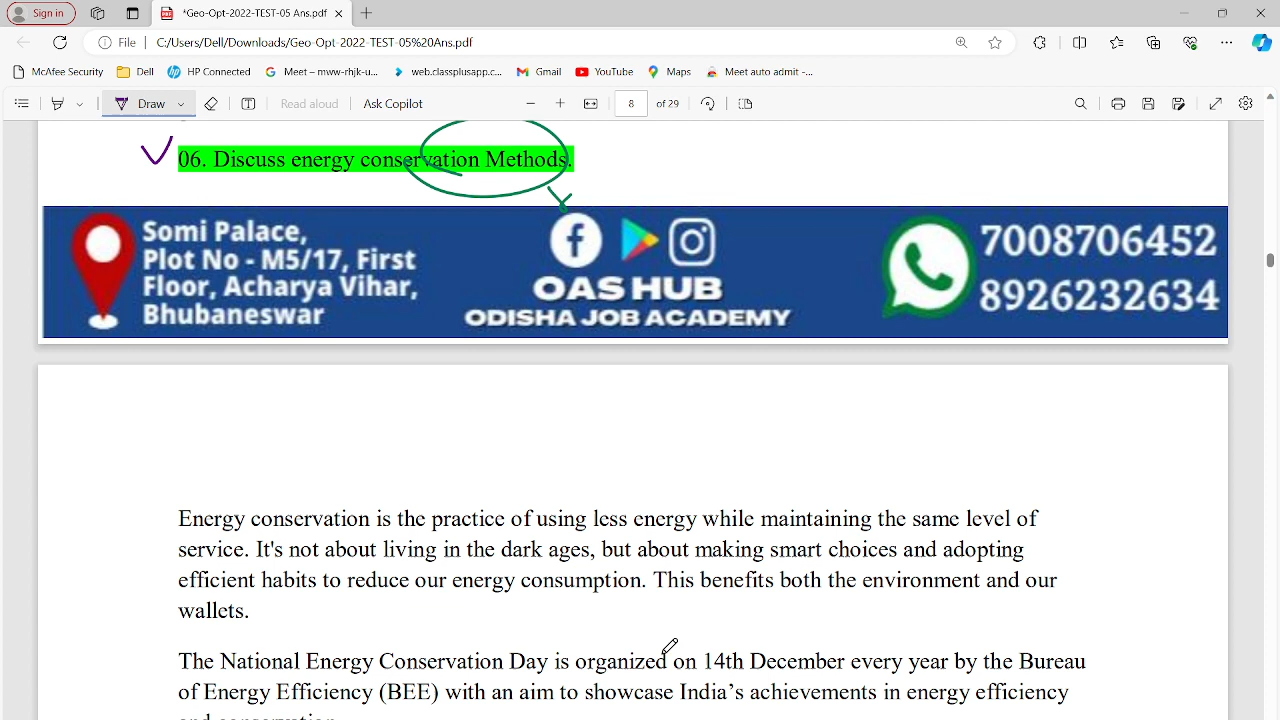 Sign in
*Geo-Opt-2022-TEST-05 Ans.pdf
File | C:/Users/Dell/Downloads/Geo-Opt-2022-TEST-05%20Ans.pdf
McAfee Security Dell HP Connected Meet – mvw-rhjk-u... web.classplusapp.c... Gmail YouTube Maps Meet auto admit -...
Draw Read aloud Ask Copilot 8 of 29
06. Discuss energy conservation Methods.
Somi Palace,
Plot No - M5/17, First
Floor, Acharya Vihar,
Bhubaneswar
OAS HUB
ODISHA JOB ACADEMY
7008706452
8926232634
Energy conservation is the practice of using less energy while maintaining the same level of
service. It's not about living in the dark ages, but about making smart choices and adopting
efficient habits to reduce our energy consumption. This benefits both the environment and our
wallets.
The National Energy Conservation Day is organized on 14th December every year by the Bureau
of Energy Efficiency (BEE) with an aim to showcase India’s achievements in energy efficiency
and conservation